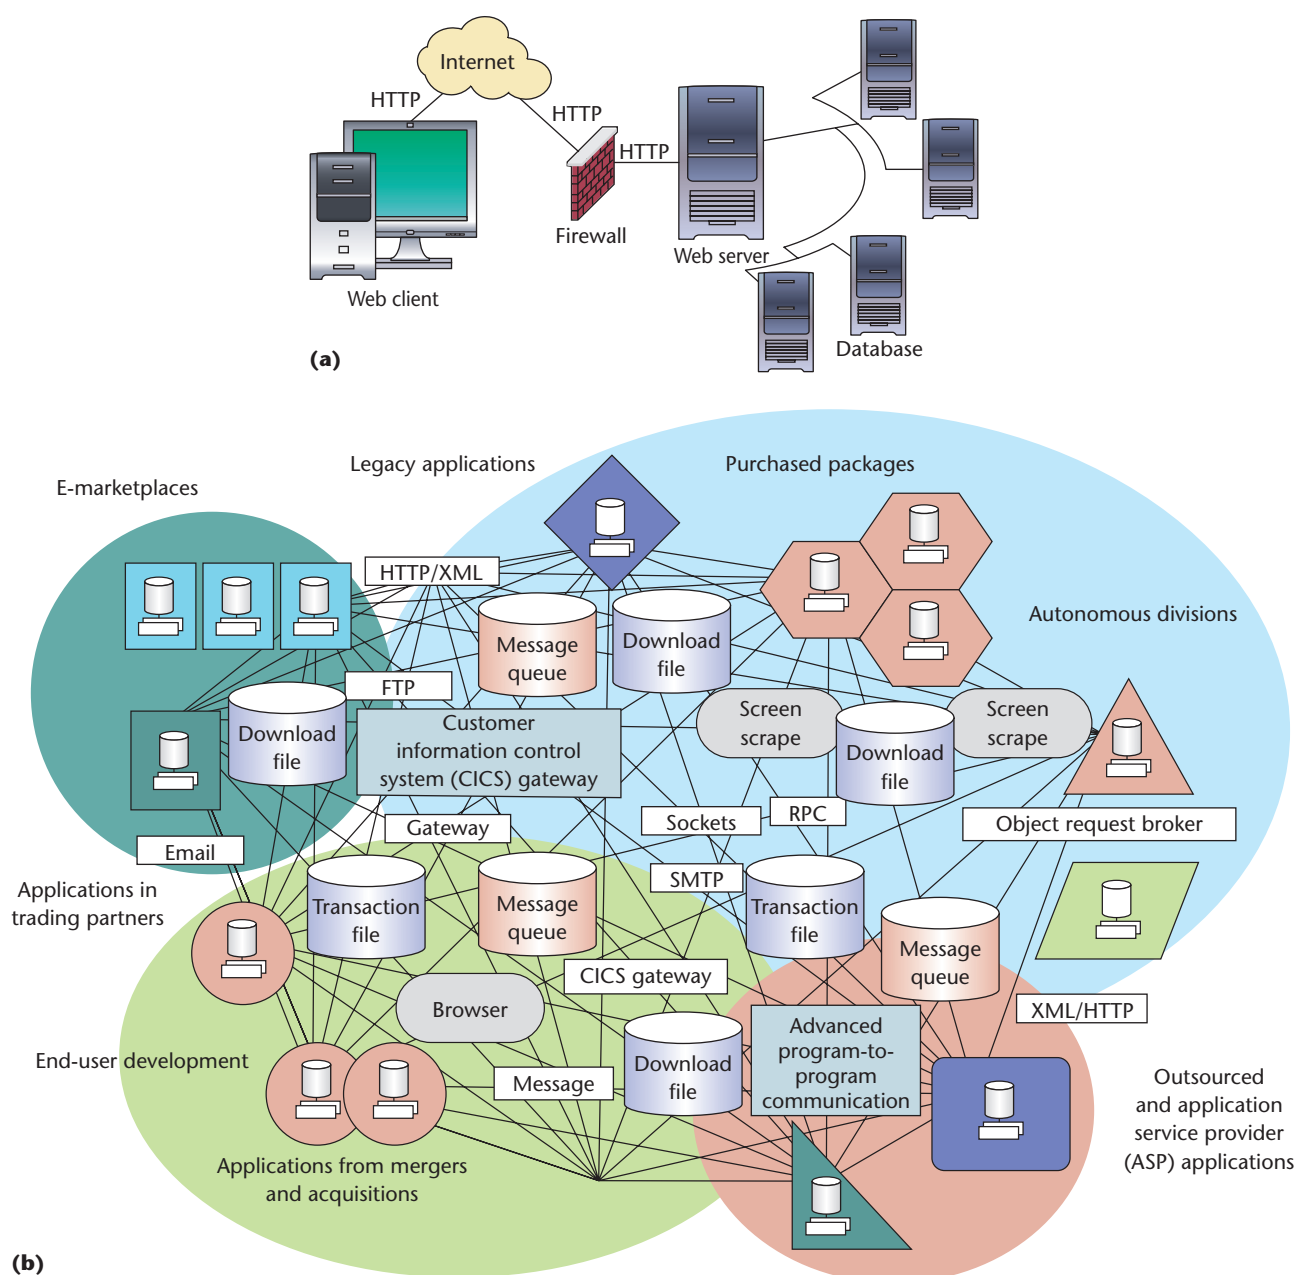 Internet
HTTP
HTTP
HTTP
Firewall
Web server
Web client
Database
(a)
Legacy applications
Purchased packages
E-marketplaces
HTTP/XML
Autonomous divisions
Message
queue
Download
file
FTP
Download
file
Customer
information control
system (CICS) gateway
Screen
scrape
Download
file
Screen
scrape
Gateway
Sockets
RPC
Object request broker
Email
SMTP
Applications in
trading partners
Transaction
file
Message
queue
Transaction
file
Message
queue
CICS gateway
Browser
XML/HTTP
End-user development
Download
file
Advanced
program-to-
program
communication
Message
Outsourced
and application
service provider
(ASP) applications
Applications from mergers
and acquisitions
(b)